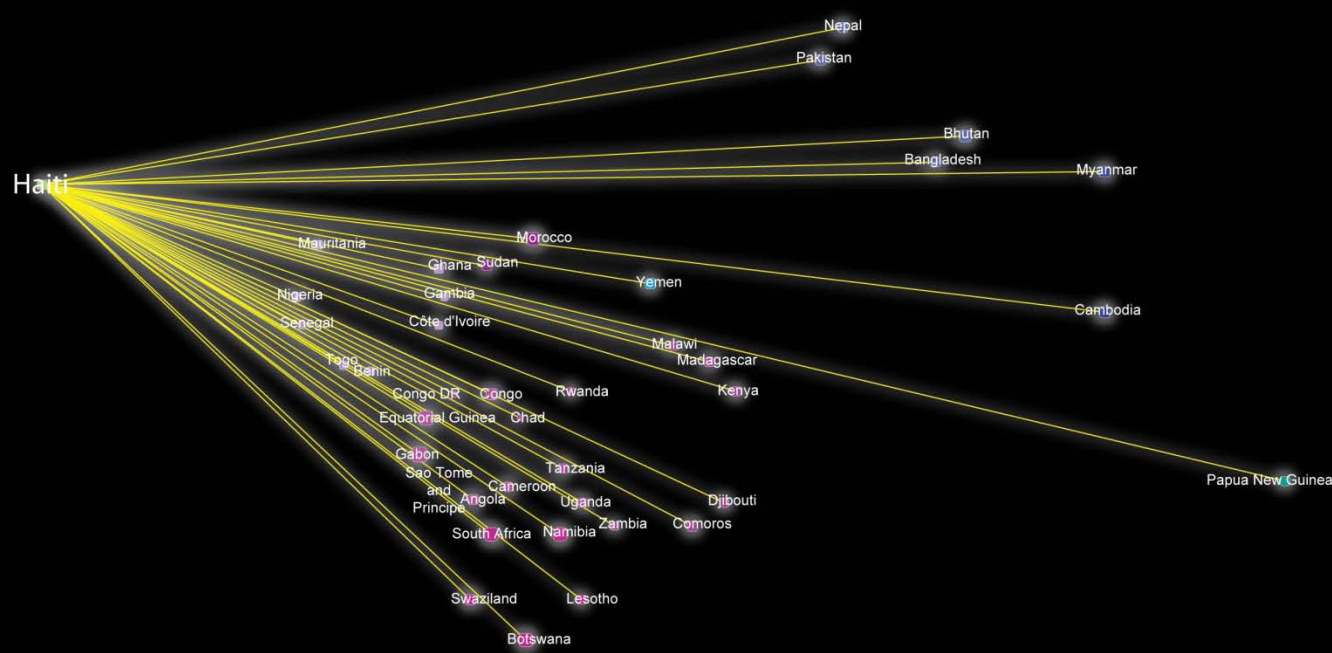 Nepal
Pakistan
Bhutan
Bangladesh
Myanmar
Haiti
Morocco
Mauritania
Ghana
Sudan
Yemen
Nigeria
Gambia
Cambodia
Senegal
Côte d'Ivoire
Malawi
Madagascar
Togo
Benin
Congo DR
Congo
Rwanda
Kenya
Equatorial Guinea
Chad
Gabon
Tanzania
Sao Tome
and
Principe
Cameroon
Angola
Uganda
Djibouti
Papua New Guinea
South Africa
Namibia
Zambia
Comoros
Swaziland
Lesotho
Botswana